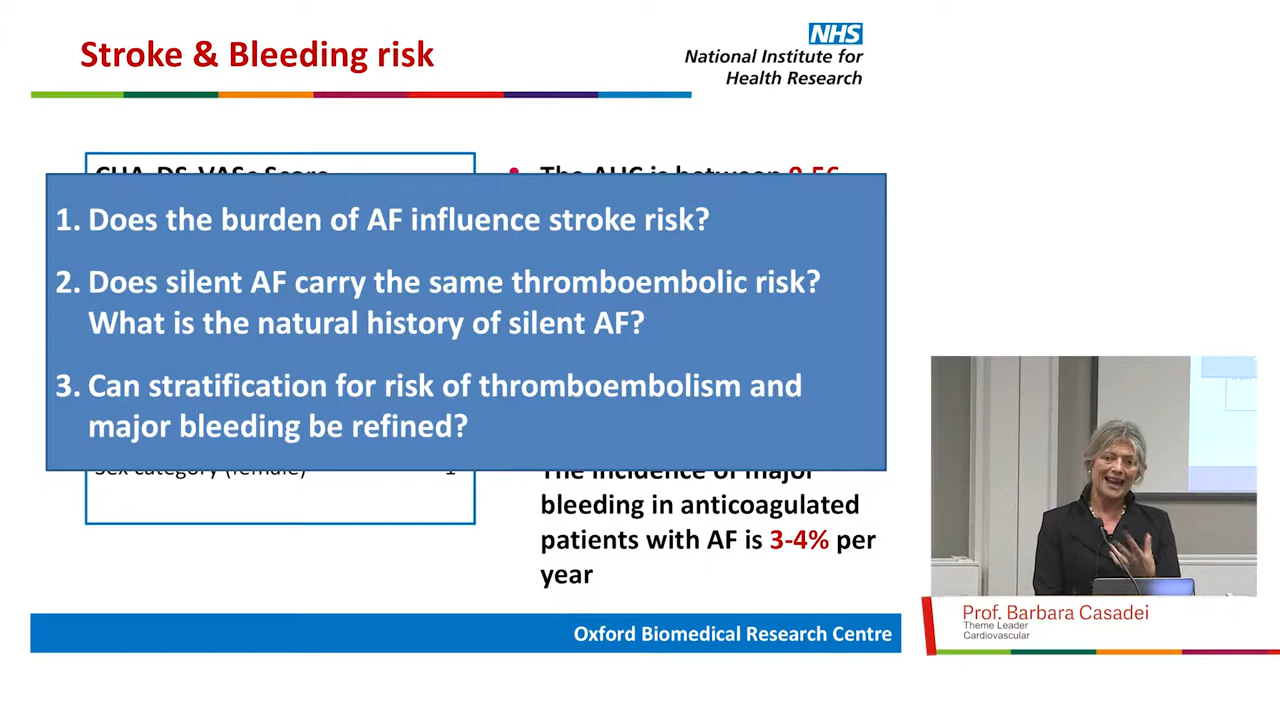 Stroke & Bleeding risk
NHS
National Institute for
Health Research
CHA DS VASc Score
The AUC is between 0.56
1. Does the burden of AF influence stroke risk?
2. Does silent AF carry the same thromboembolic risk?
What is the natural history of silent AF?
3. Can stratification for risk of thromboembolism and
major bleeding be refined?
Sex category (female) 1
The incidence of major
bleeding in anticoagulated
patients with AF is 3-4% per
year
Oxford Biomedical Research Centre
Prof. Barbara Casadei
Theme Leader
Cardiovascular